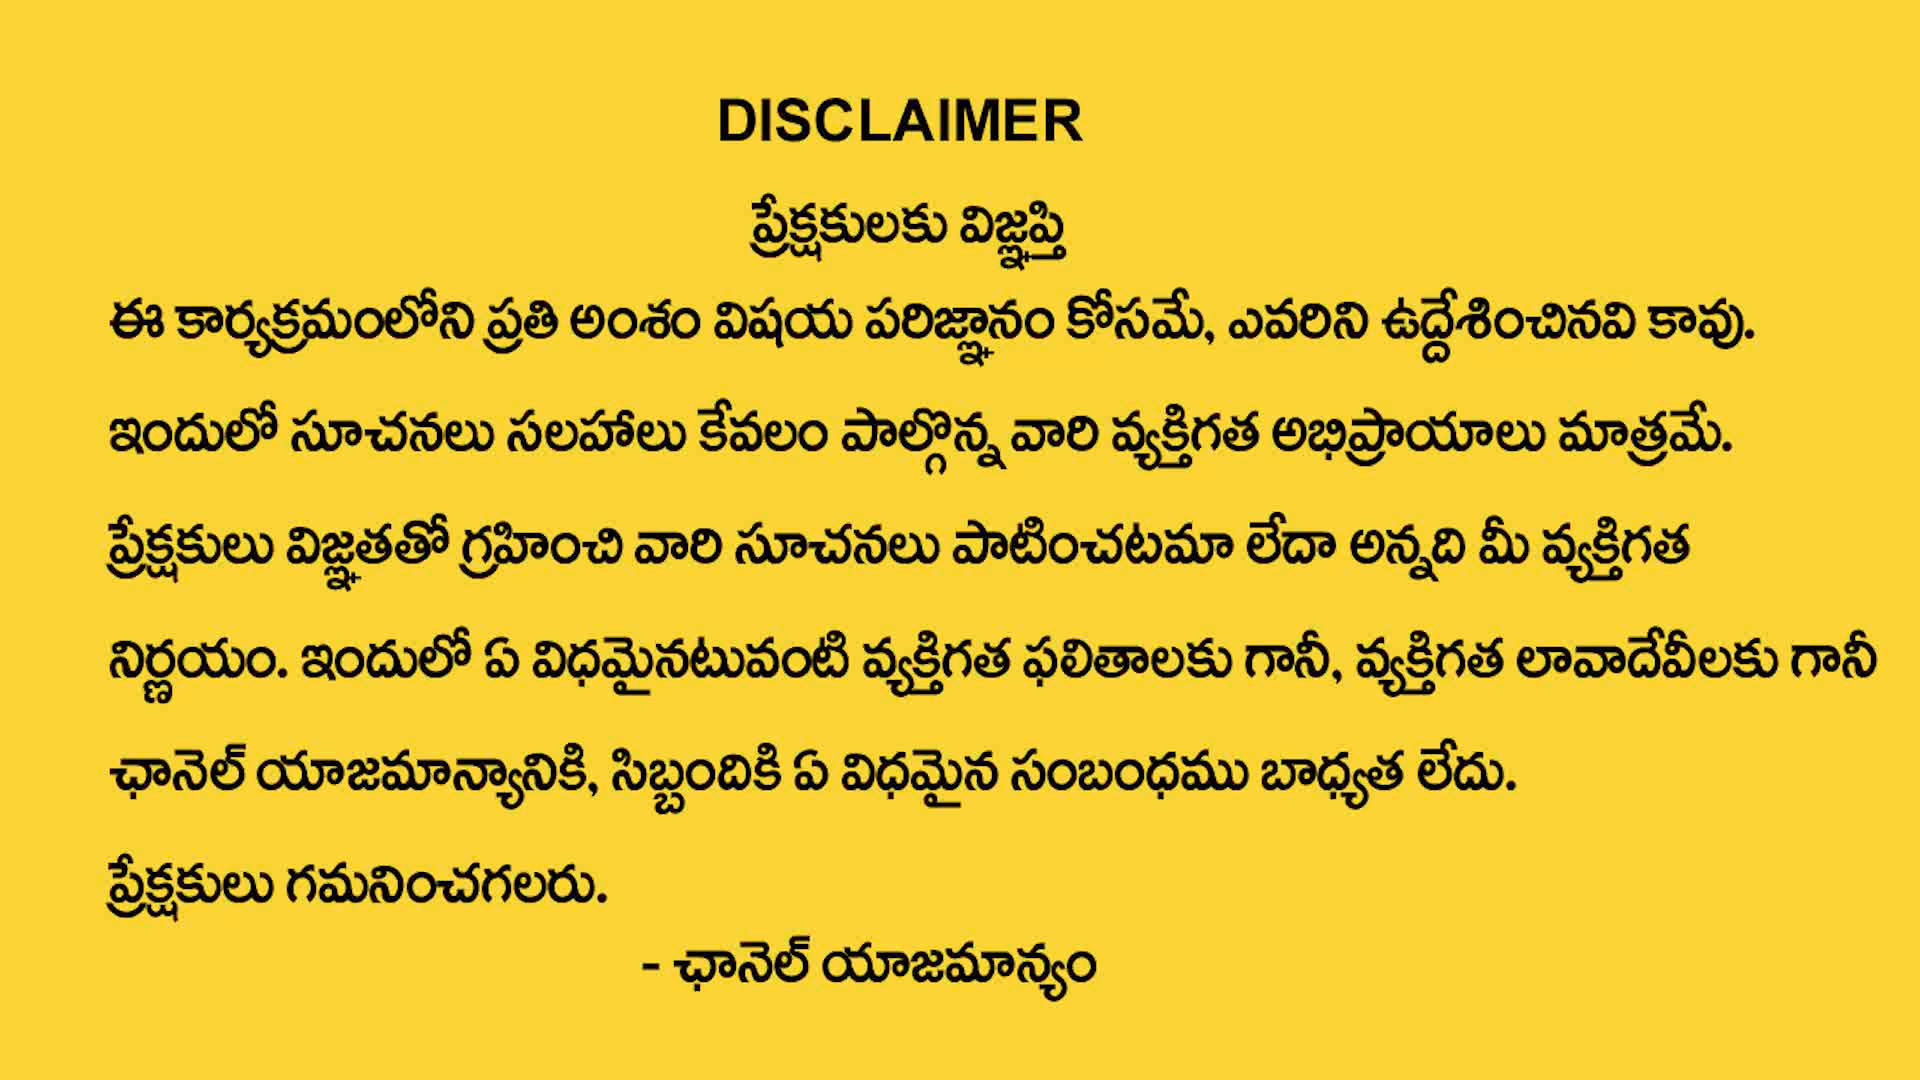 DISCLAIMER
ప్రేక్షకులకు విజ్ఞప్తి
ఈ కార్యక్రమంలోని ప్రతి అంశం విషయ పరిజ్ఞానం కోసమే, ఎవరిని ఉద్దేశించినవి కావు.
ఇందులో సూచనలు సలహాలు కేవలం పాల్గొన్న వారి వ్యక్తిగత అభిప్రాయాలు మాత్రమే.
ప్రేక్షకులు విజ్ఞతతో గ్రహించి వారి సూచనలు పాటించటమా లేదా అన్నది మీ వ్యక్తిగత
నిర్ణయం. ఇందులో ఏ విధమైనటువంటి వ్యక్తిగత ఫలితాలకు గానీ, వ్యక్తిగత లావాదేవీలకు గానీ
ఛానెల్ యాజమాన్యానికి, సిబ్బందికి ఏ విధమైన సంబంధము బాధ్యత లేదు.
ప్రేక్షకులు గమనించగలరు.
- ఛానెల్ యాజమాన్యం